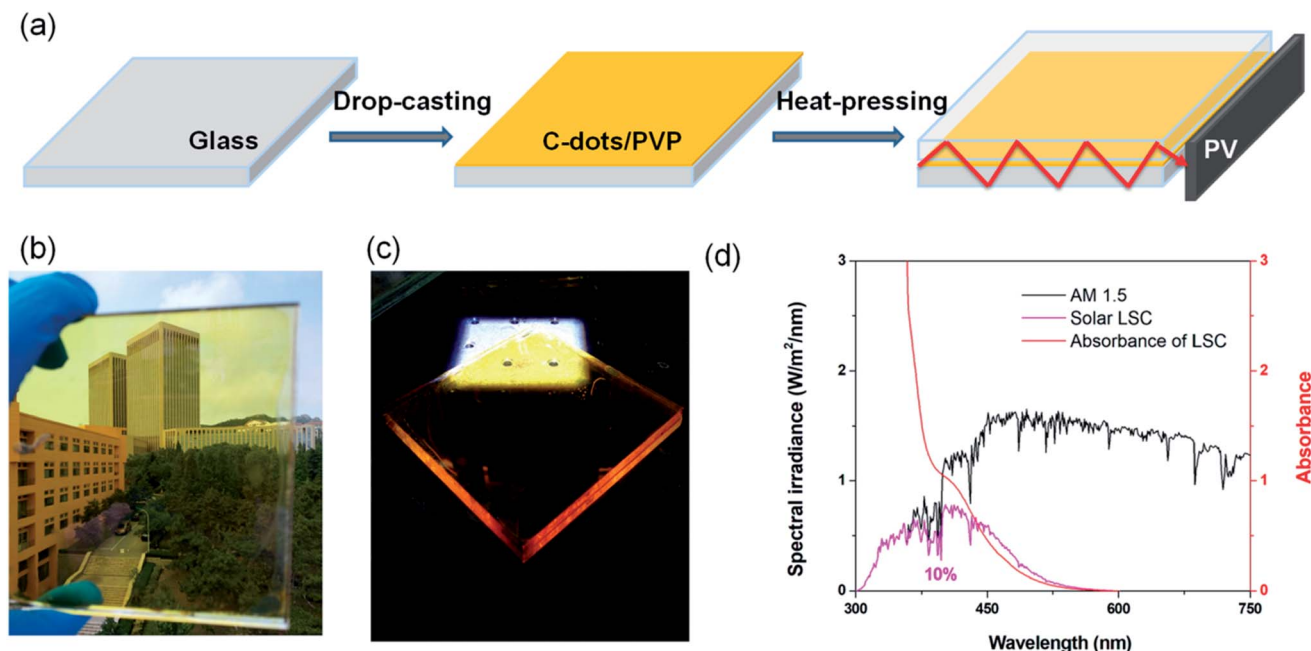 (a)
Glass
Drop-casting
C-dots/PVP
Heat-pressing
PV
(b)
(c)
(d)
Spectral irradiance (W/m²/nm)
3
2
1
0
AM 1.5
Solar LSC
Absorbance of LSC
10%
3
2
1
0
Absorbance
300
450
600
750
Wavelength (nm)